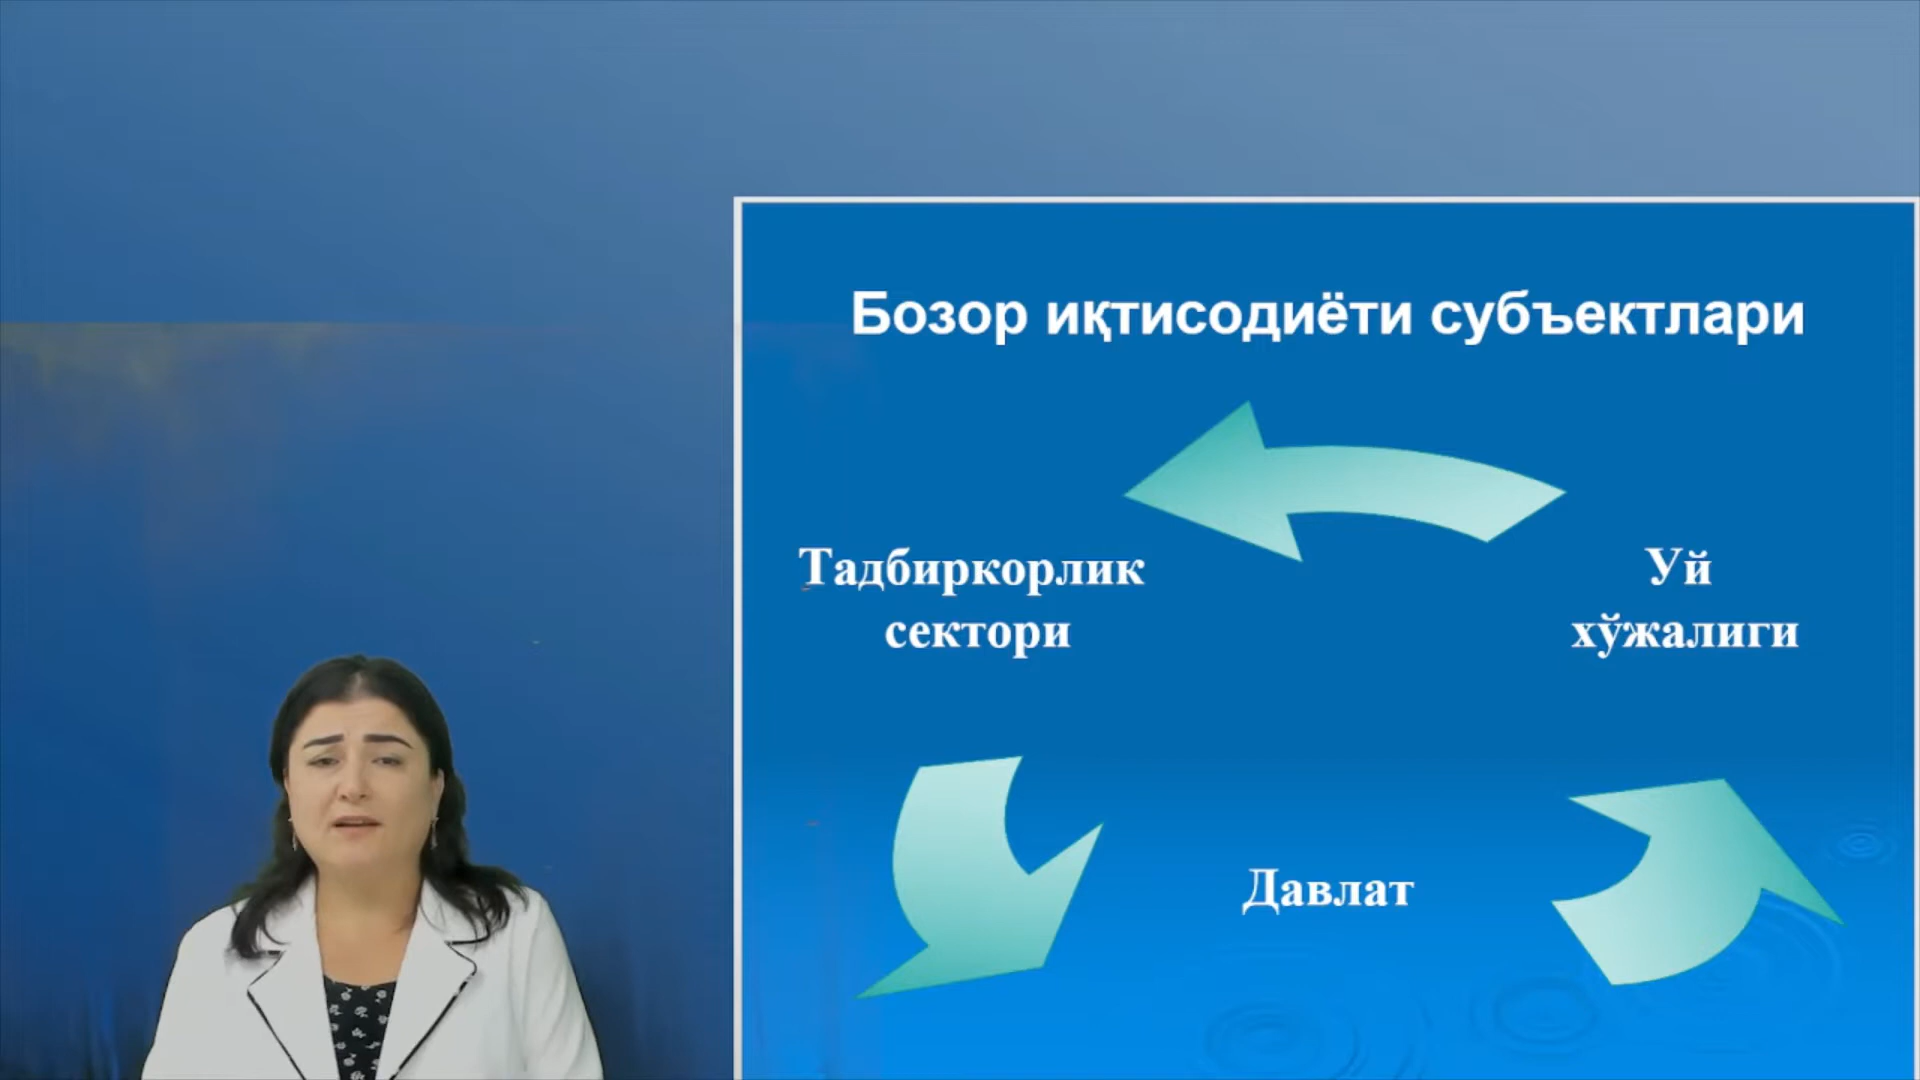 Бозор иқтисодиёти субъектлари
Тадбиркорлик
сектори
Уй
хўжалиги
Давлат